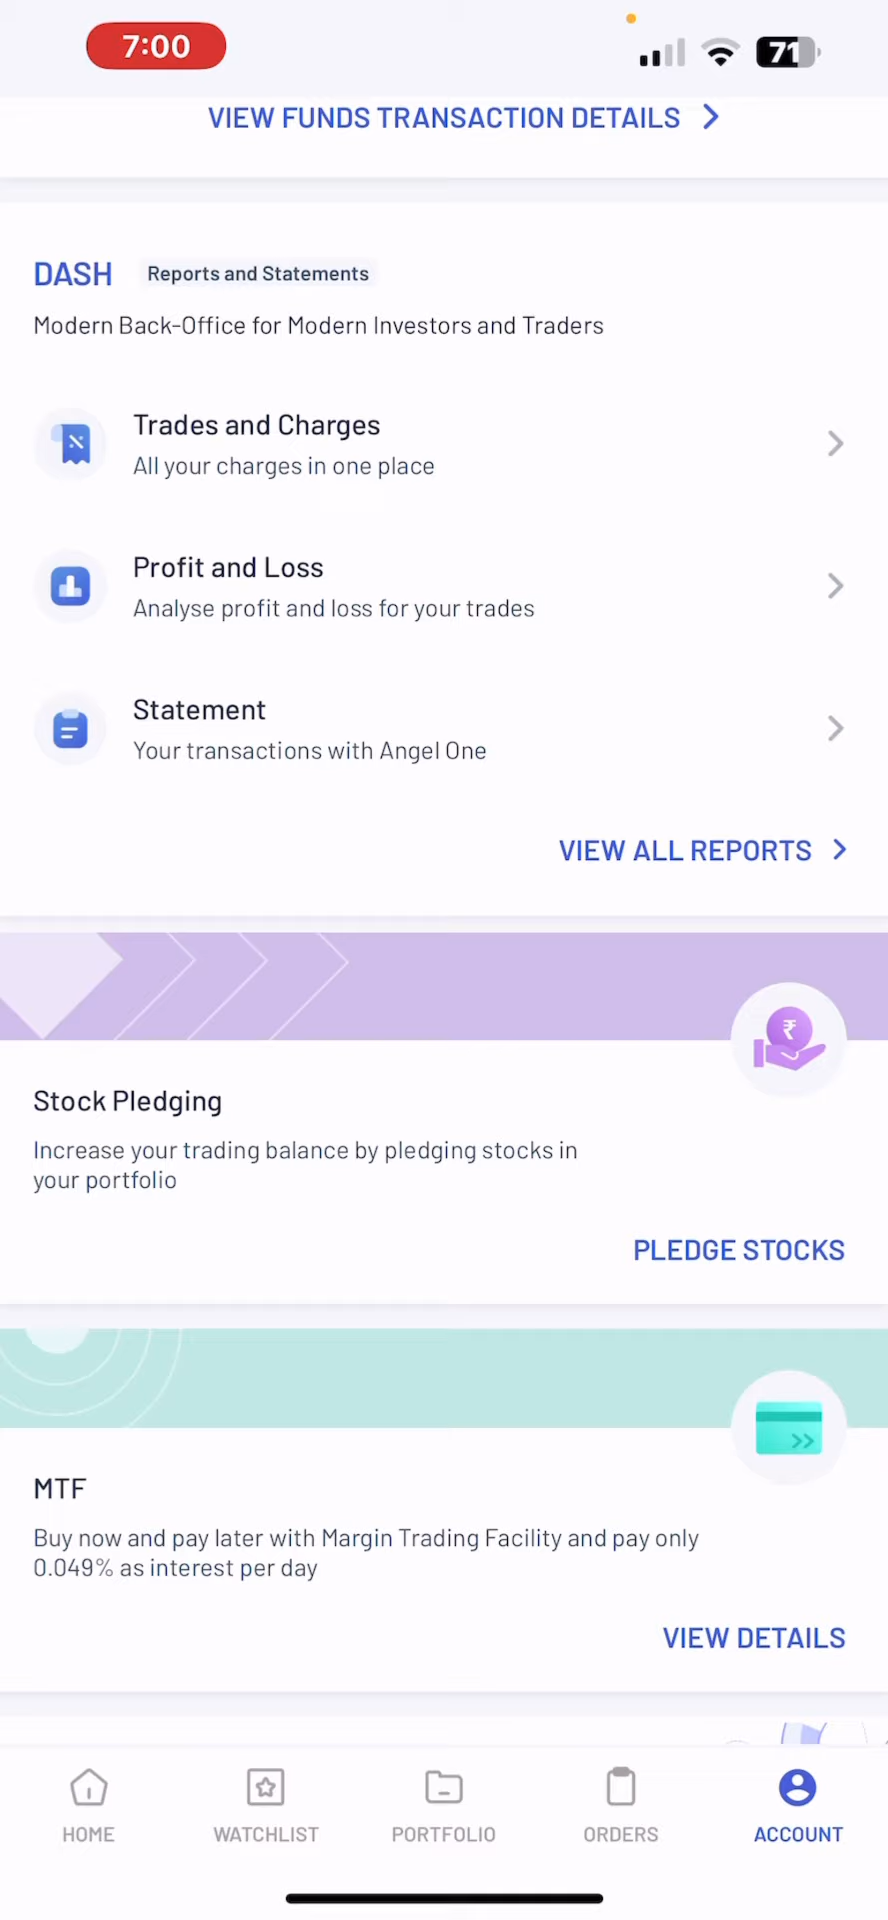 7:00
71
VIEW FUNDS TRANSACTION DETAILS
DASH Reports and Statements
Modern Back-Office for Modern Investors and Traders
Trades and Charges
All your charges in one place
Profit and Loss
Analyse profit and loss for your trades
Statement
Your transactions with Angel One
VIEW ALL REPORTS
₹
Stock Pledging
Increase your trading balance by pledging stocks in
your portfolio
PLEDGE STOCKS
MTF
Buy now and pay later with Margin Trading Facility and pay only
0.049% as interest per day
VIEW DETAILS
HOME WATCHLIST PORTFOLIO ORDERS ACCOUNT